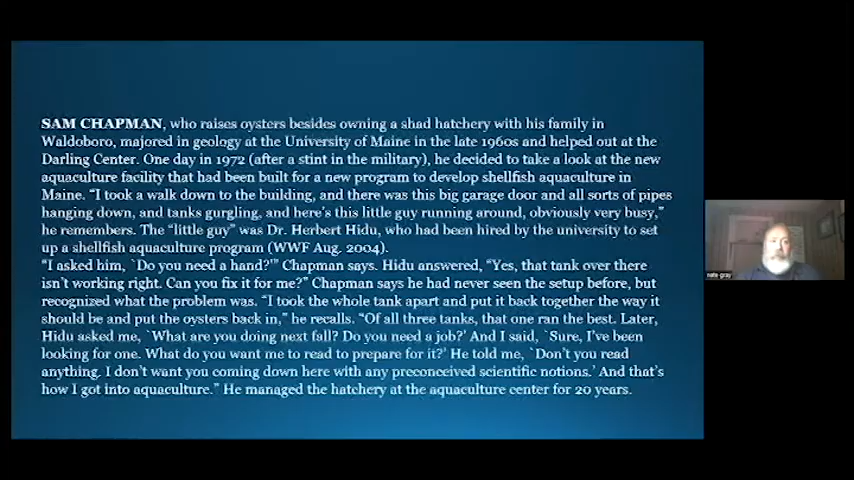 SAM CHAPMAN, who raises oysters besides owning a shad hatchery with his family in
Waldoboro, majored in geology at the University of Maine in the late 1960s and helped out at the
Darling Center. One day in 1972 (after a stint in the military), he decided to take a look at the new
aquaculture facility that had been built for a new program to develop shellfish aquaculture in
Maine. “I took a walk down to the building, and there was this big garage door and all sorts of pipes
hanging down, and tanks gurgling, and here’s this little guy running around, obviously very busy,”
he remembers. The “little guy” was Dr. Herbert Hidu, who had been hired by the university to set
up a shellfish aquaculture program (WWF Aug. 2004).
“I asked him, `Do you need a hand?’” Chapman says. Hidu answered, “Yes, that tank over there
isn’t working right. Can you fix it for me?” Chapman says he had never seen the setup before, but
recognized what the problem was. “I took the whole tank apart and put it back together the way it
should be and put the oysters back in,” he recalls. “Of all three tanks, that one ran the best. Later,
Hidu asked me, `What are you doing next fall? Do you need a job?’ And I said, `Sure, I’ve been
looking for one. What do you want me to read to prepare for it?’ He told me, `Don’t you read
anything. I don’t want you coming down here with any preconceived scientific notions.’ And that’s
how I got into aquaculture.” He managed the hatchery at the aquaculture center for 20 years.
nate gray